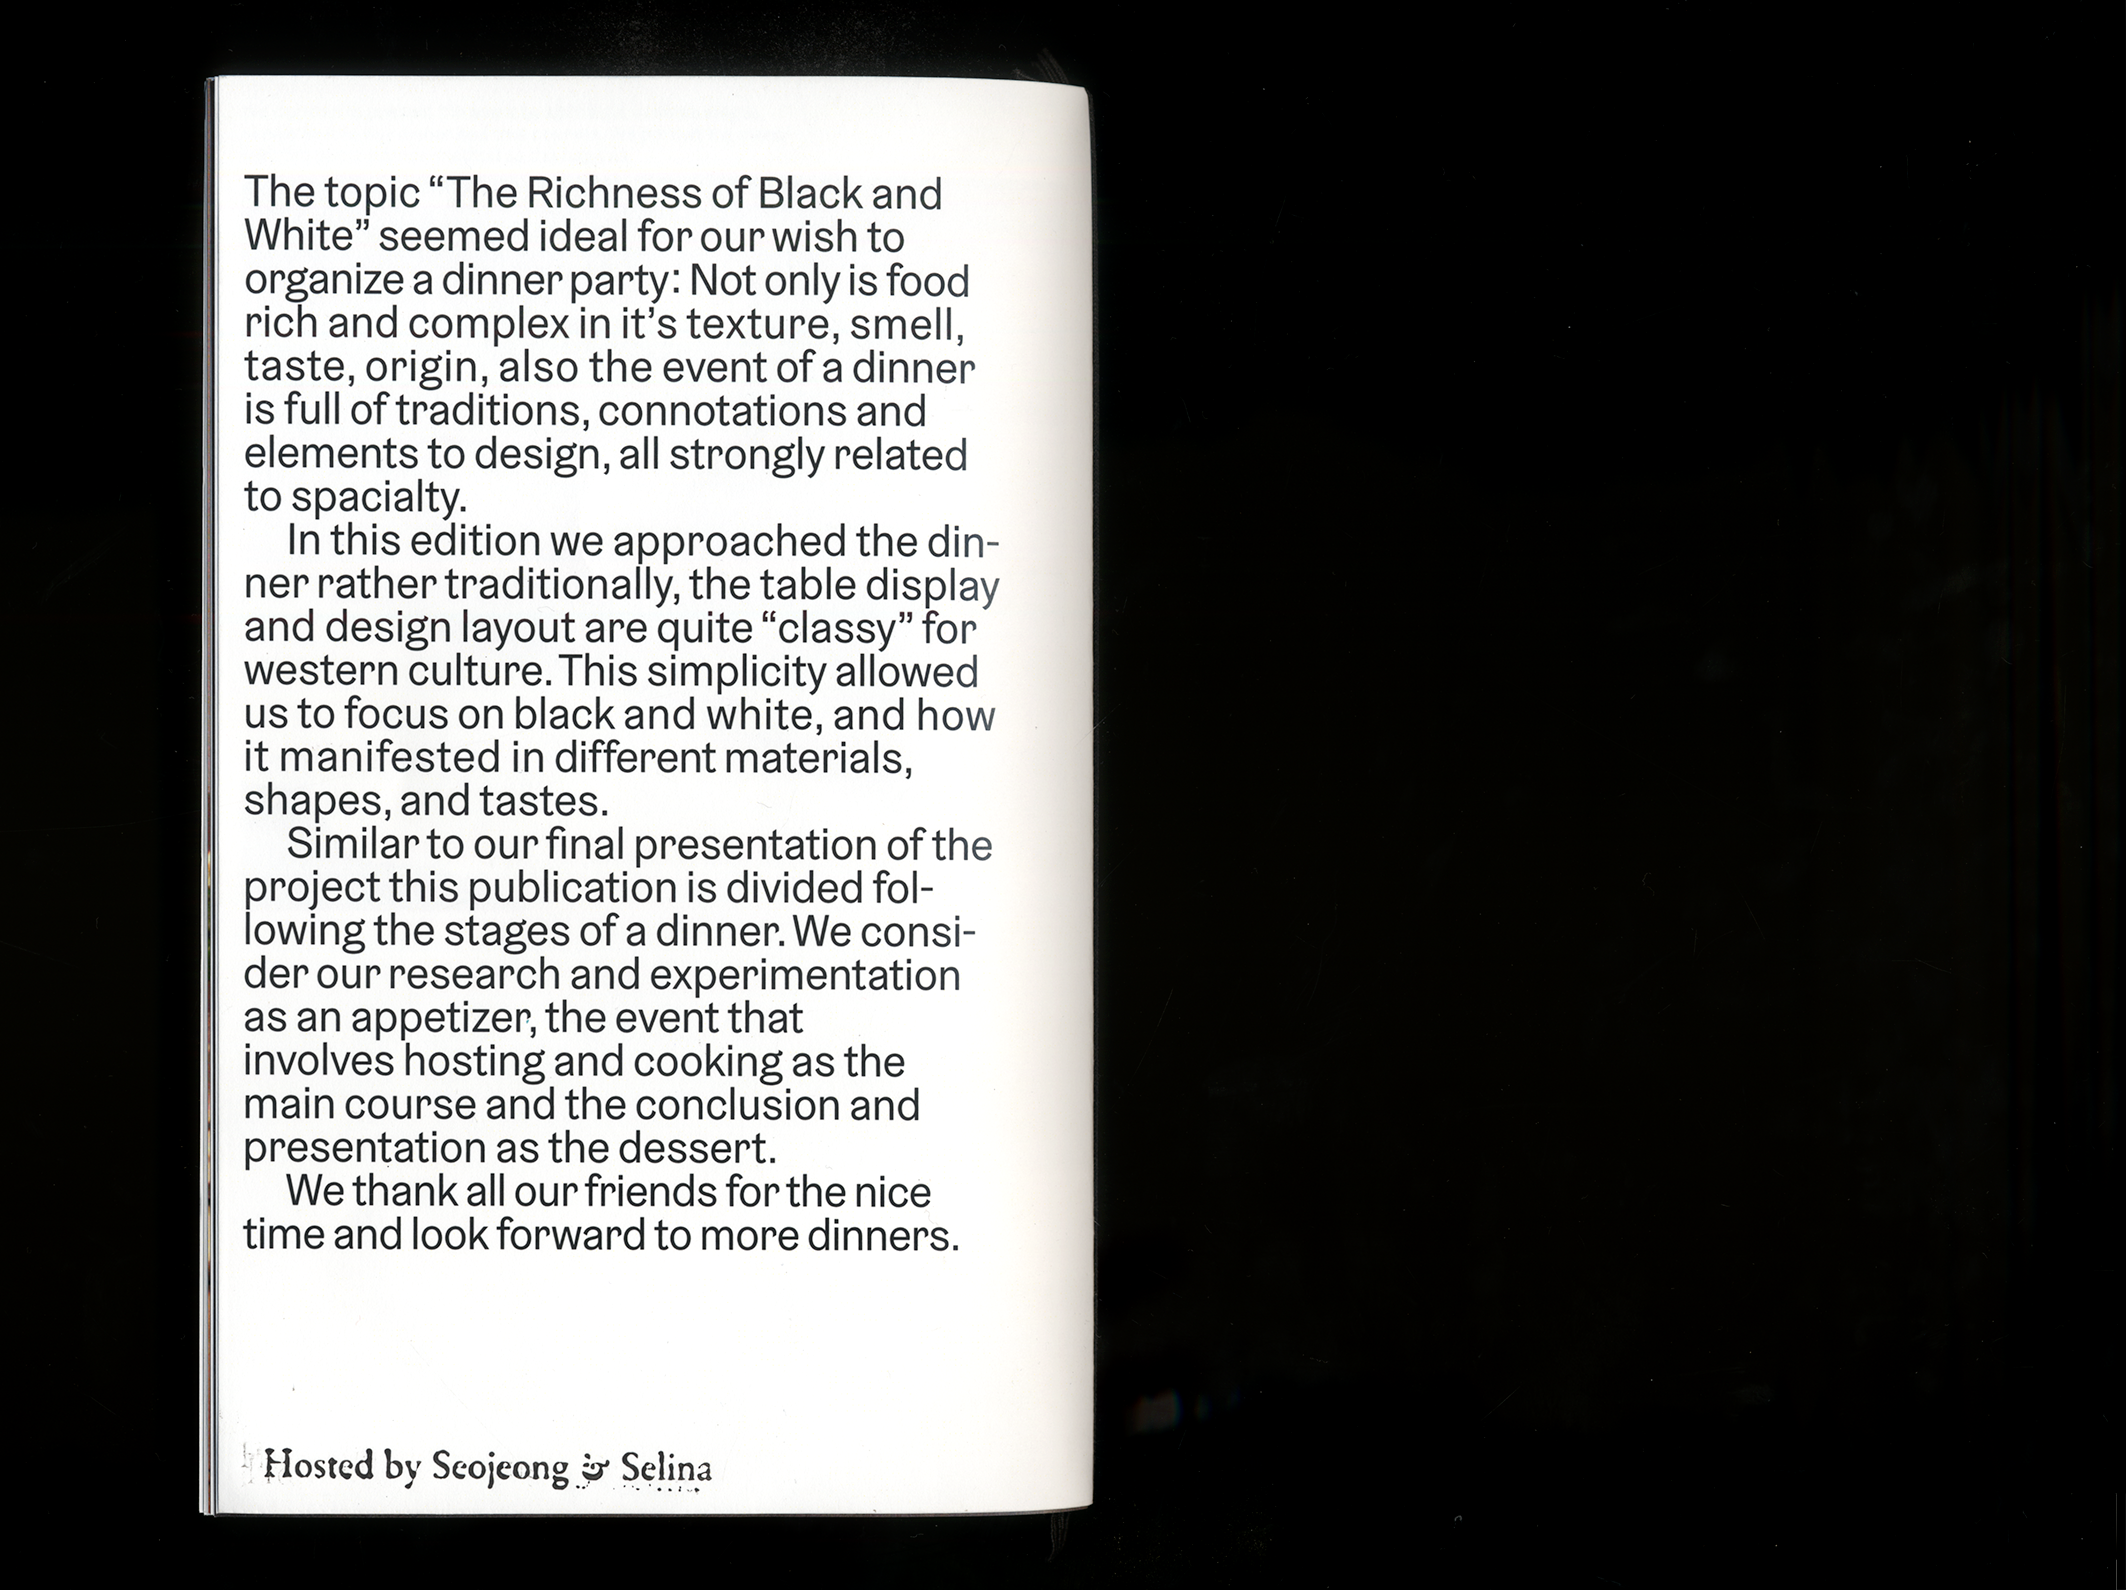 The topic “The Richness of Black and
White” seemed ideal for our wish to
organize a dinner party: Not only is food
rich and complex in it’s texture, smell,
taste, origin, also the event of a dinner
is full of traditions, connotations and
elements to design, all strongly related
to spacialty.
In this edition we approached the din-
ner rather traditionally, the table display
and design layout are quite “classy” for
western culture. This simplicity allowed
us to focus on black and white, and how
it manifested in different materials,
shapes, and tastes.
Similar to our final presentation of the
project this publication is divided fol-
lowing the stages of a dinner. We consi-
der our research and experimentation
as an appetizer, the event that
involves hosting and cooking as the
main course and the conclusion and
presentation as the dessert.
We thank all our friends for the nice
time and look forward to more dinners.
Hosted by Seojeong & Selina